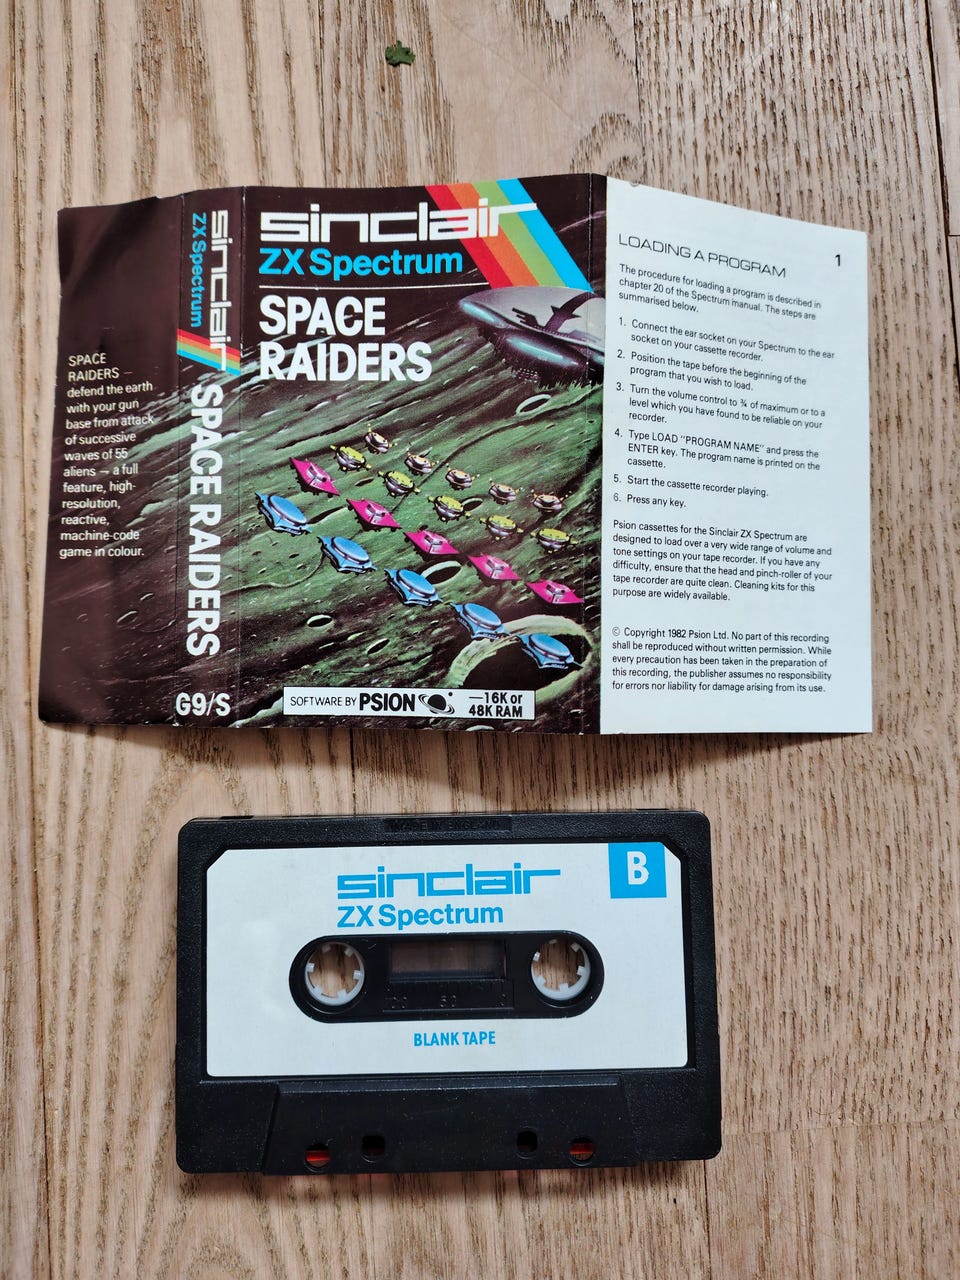 SPACE
RAIDERS —
defend the earth
with your gun
base from attack
of successive
waves of 55
aliens — a full
feature, high-
resolution,
reactive,
machine-code
game in colour.
sinclair
ZX Spectrum
SPACE RAIDERS
G9/S
sinclair
ZX Spectrum
SPACE
RAIDERS
SOFTWARE BY PSION
—16K or
48K RAM
LOADING A PROGRAM
1
The procedure for loading a program is described in
chapter 20 of the Spectrum manual. The steps are
summarised below.
1. Connect the ear socket on your Spectrum to the ear
socket on your cassette recorder.
2. Position the tape before the beginning of the
program that you wish to load.
3. Turn the volume control to ¾ of maximum or to a
level which you have found to be reliable on your
recorder.
4. Type LOAD "PROGRAM NAME" and press the
ENTER key. The program name is printed on the
cassette.
5. Start the cassette recorder playing.
6. Press any key.
Psion cassettes for the Sinclair ZX Spectrum are
designed to load over a very wide range of volume and
tone settings on your tape recorder. If you have any
difficulty, ensure that the head and pinch-roller of your
tape recorder are quite clean. Cleaning kits for this
purpose are widely available.
© Copyright 1982 Psion Ltd. No part of this recording
shall be reproduced without written permission. While
every precaution has been taken in the preparation of
this recording, the publisher assumes no responsibility
for errors nor liability for damage arising from its use.
sinclair
ZX Spectrum
B
100 50 0
BLANK TAPE